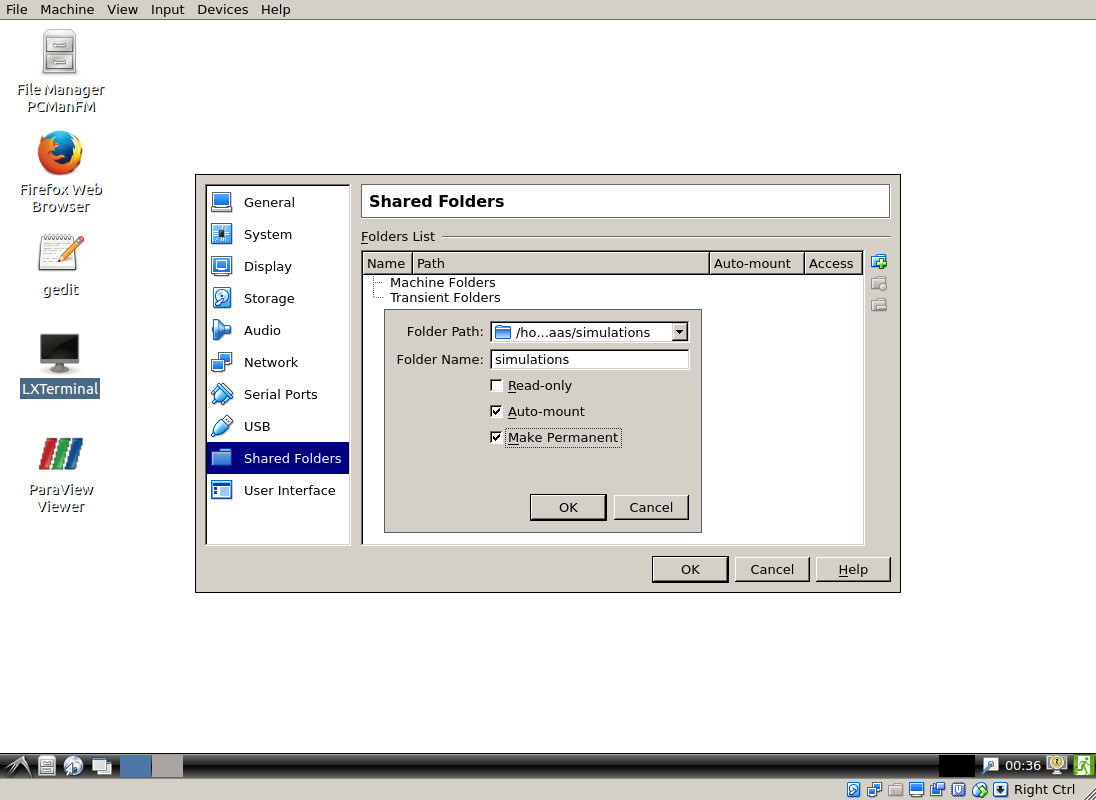 File Machine View Input Devices Help
File Manager
PCManFM
Firefox Web
Browser
gedit
LXTerminal
ParaView
Viewer
General
System
Display
Storage
Audio
Network
Serial Ports
USB
Shared Folders
User Interface
Shared Folders
Folders List
Name Path Auto-mount Access
Machine Folders
Transient Folders
Folder Path: /ho...aas/simulations
Folder Name: simulations
Read-only
Auto-mount
Make Permanent
OK Cancel
OK Cancel Help
00:36
Right Ctrl